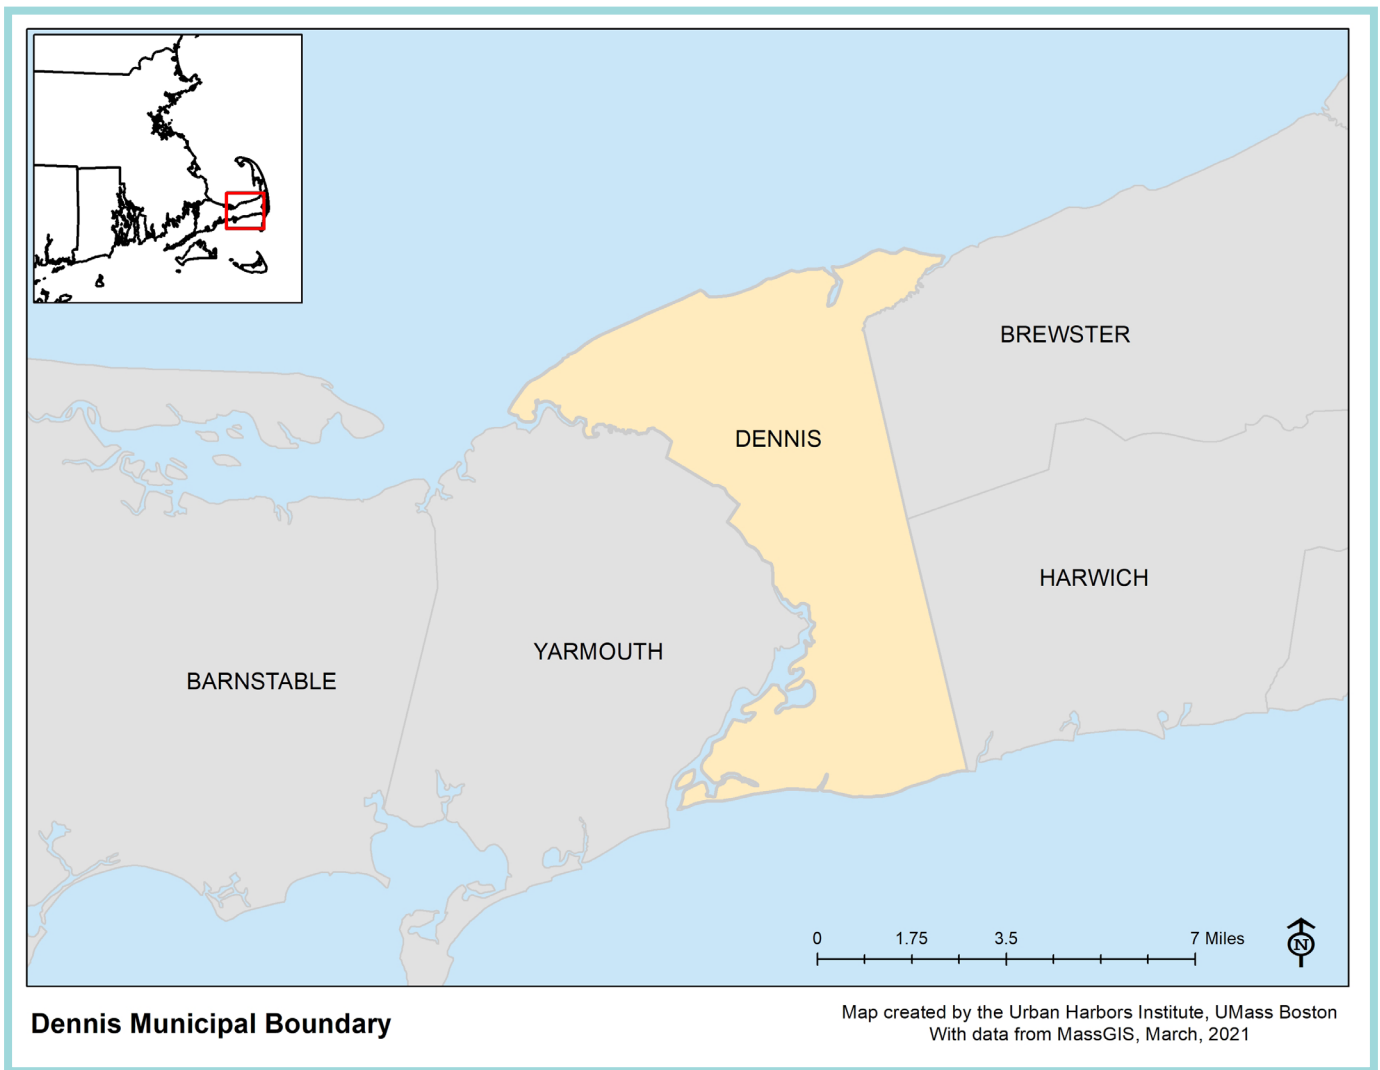 BREWSTER
DENNIS
HARWICH
YARMOUTH
BARNSTABLE
0 1.75 3.5 7 Miles
N
Dennis Municipal Boundary
Map created by the Urban Harbors Institute, UMass Boston
With data from MassGIS, March, 2021